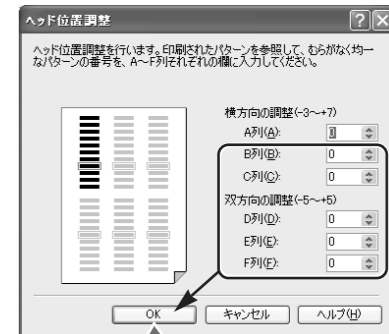 ヘッド位置調整
ヘッド位置調整を行います。印刷されたパターンを参照して、むらがなく均一
なパターンの番号を、A～F列それぞれの欄に入力してください。
横方向の調整(-3～+7)
A列(A): 0
B列(B): 0
C列(C): 0
双方向の調整(-5～+5)
D列(D): 0
E列(E): 0
F列(F): 0
OK キャンセル ヘルプ(H)